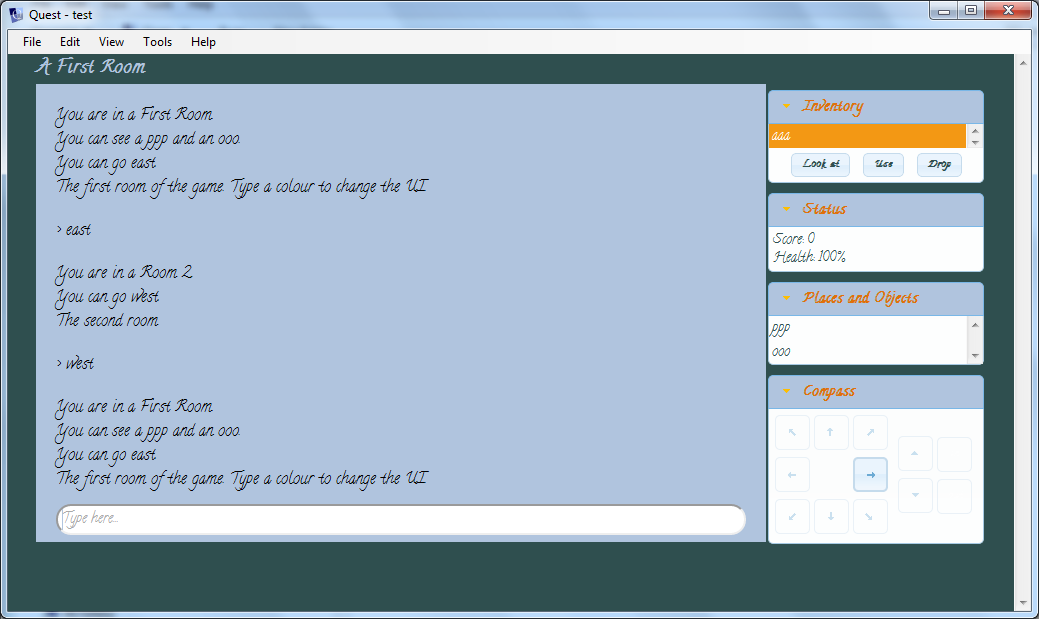 Quest - test
File Edit View Tools Help
A First Room
You are in a First Room.
You can see a ppp and an ooo.
You can go east.
The first room of the game. Type a colour to change the UI
> east
You are in a Room 2.
You can go west.
The second room.
> west
You are in a First Room.
You can see a ppp and an ooo.
You can go east.
The first room of the game. Type a colour to change the UI
Type here...
Inventory
aaa
Look at Use Drop
Status
Score: 0
Health: 100%
Places and Objects
ppp
ooo
Compass